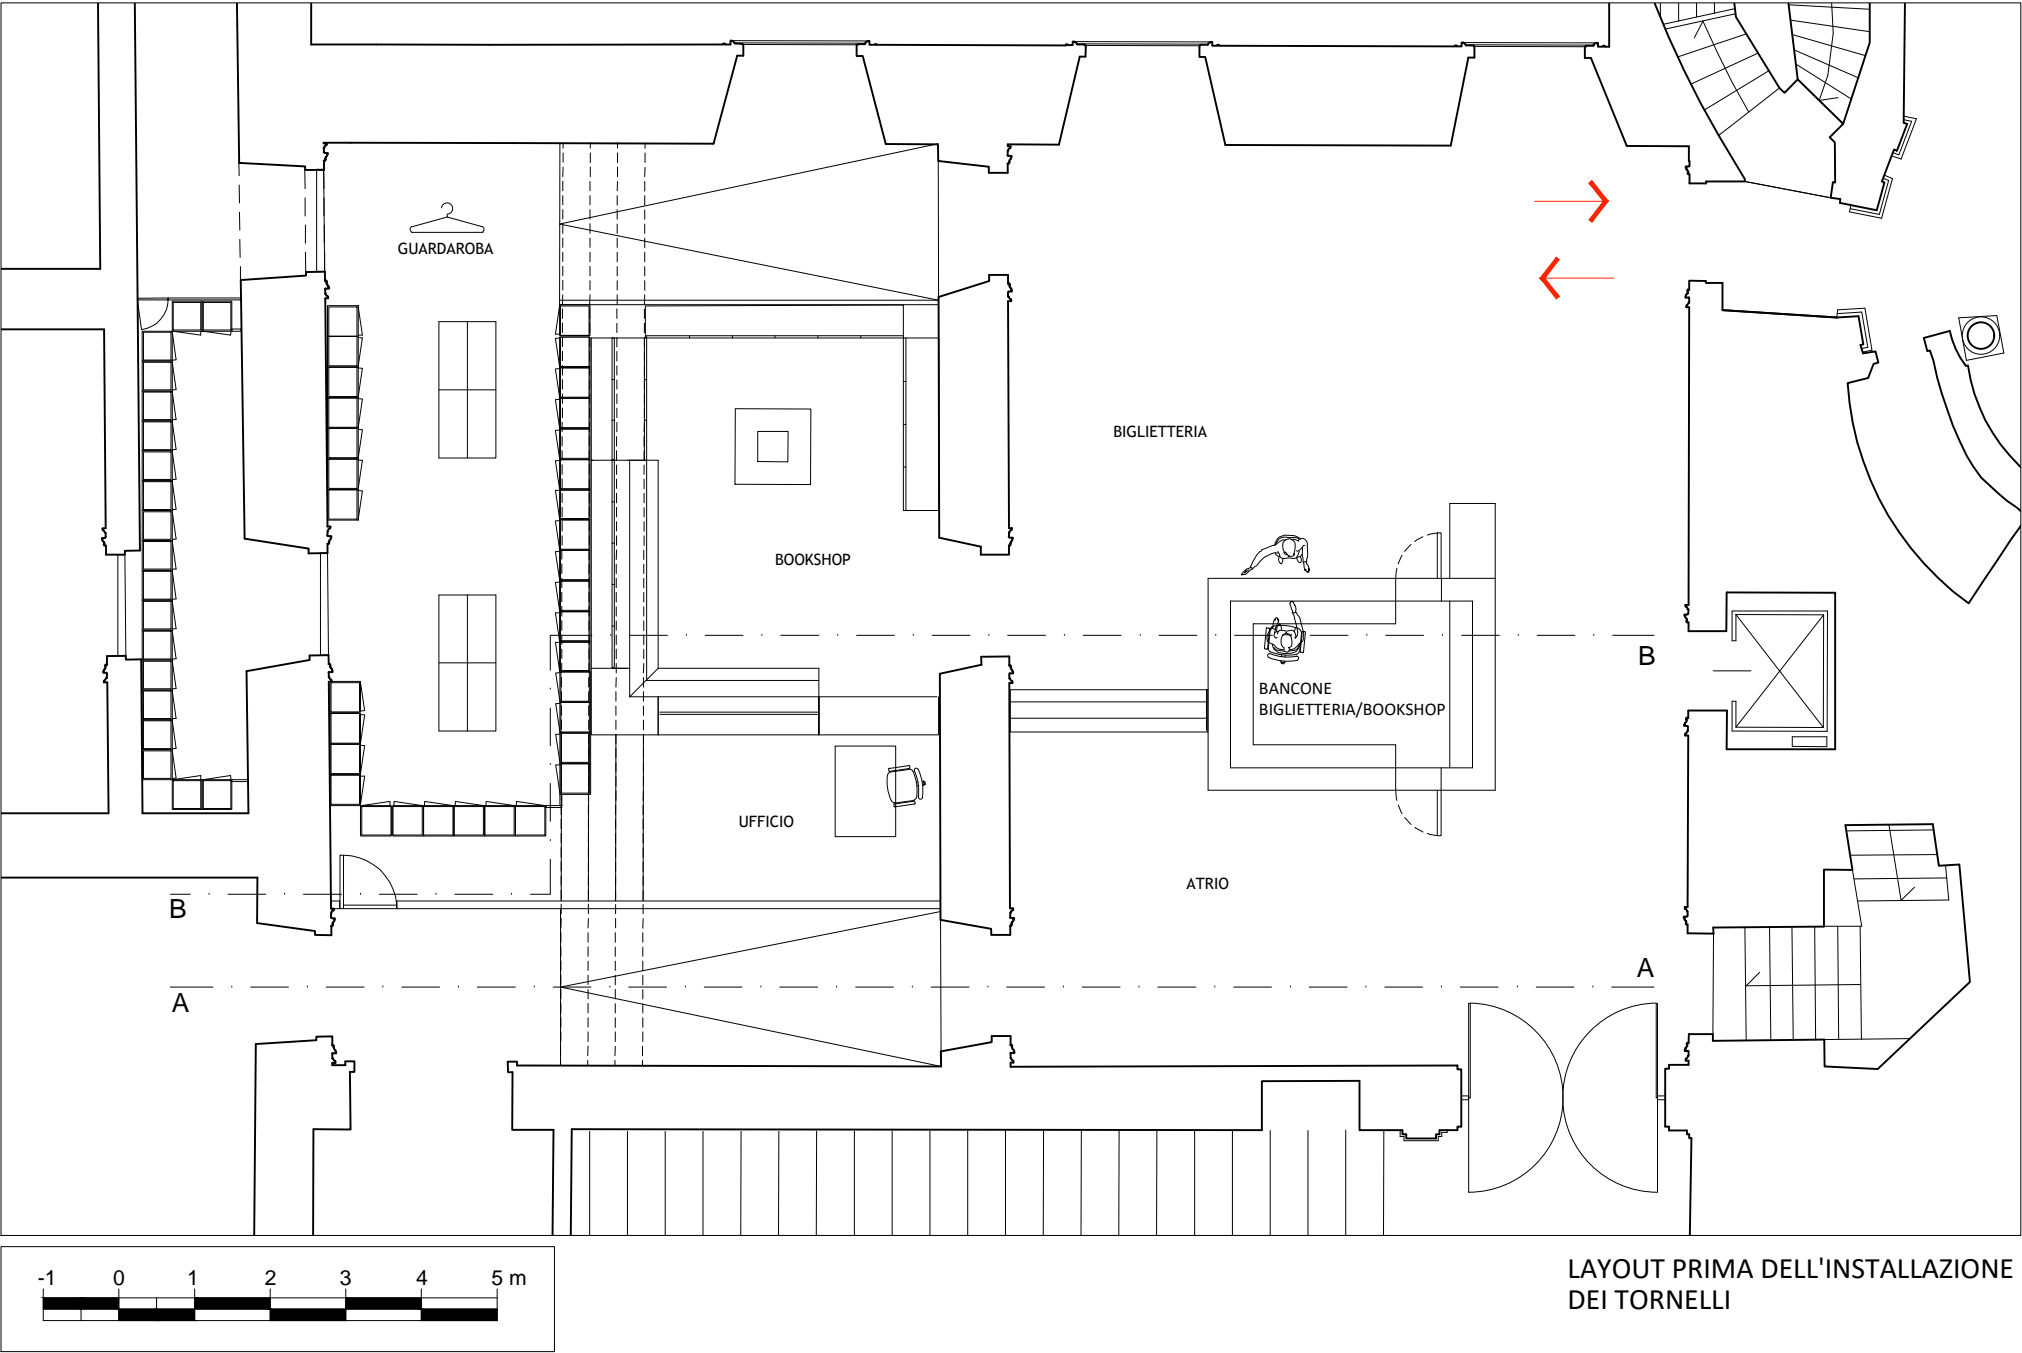 GUARDAROBA
BIGLIETTERIA
BOOKSHOP
B
BANCONE
BIGLIETTERIA/BOOKSHOP
UFFICIO
ATRIO
B
A
A
-1 0 1 2 3 4 5 m
LAYOUT PRIMA DELL'INSTALLAZIONE
DEI TORNELLI